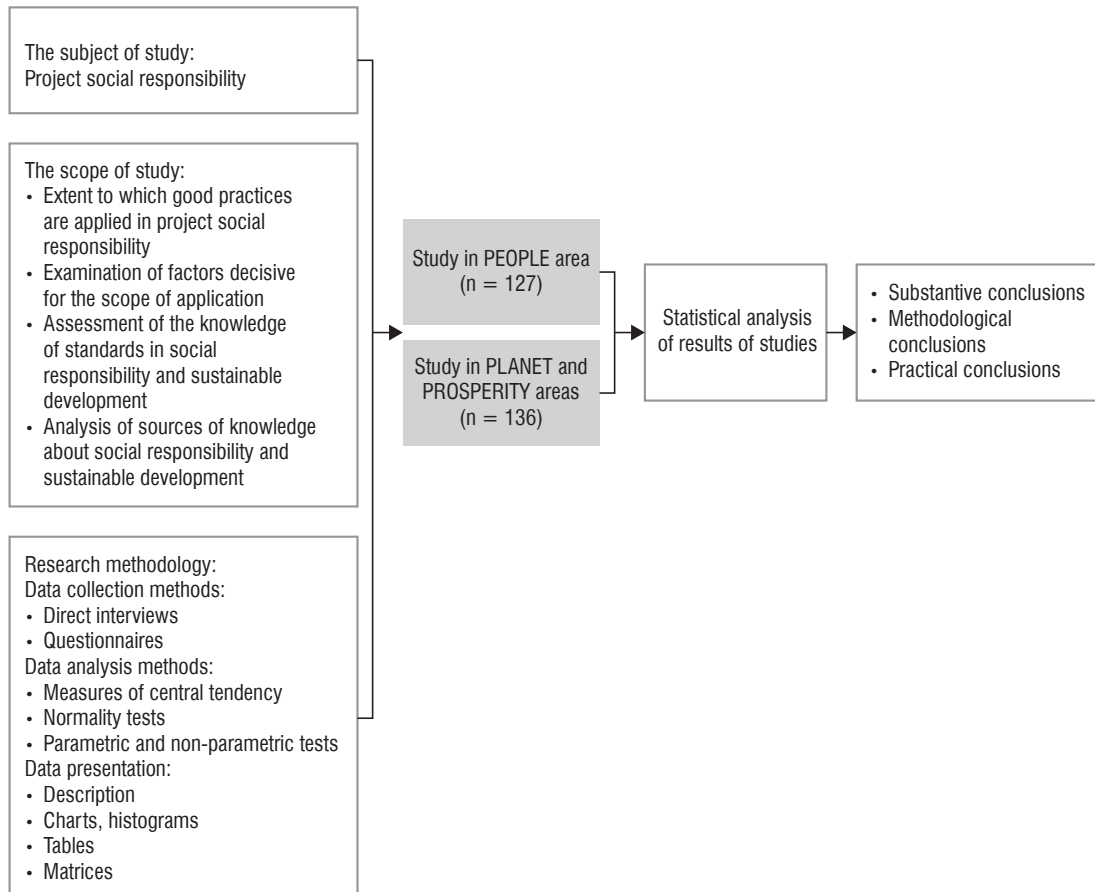 The subject of study:
Project social responsibility
The scope of study:
• Extent to which good practices
are applied in project social
responsibility
• Examination of factors decisive
for the scope of application
• Assessment of the knowledge
of standards in social
responsibility and sustainable
development
• Analysis of sources of knowledge
about social responsibility and
sustainable development
Research methodology:
Data collection methods:
• Direct interviews
• Questionnaires
Data analysis methods:
• Measures of central tendency
• Normality tests
• Parametric and non-parametric tests
Data presentation:
• Description
• Charts, histograms
• Tables
• Matrices
Study in PEOPLE area
(n = 127)
Study in PLANET and
PROSPERITY areas
(n = 136)
Statistical analysis
of results of studies
• Substantive conclusions
• Methodological
conclusions
• Practical conclusions